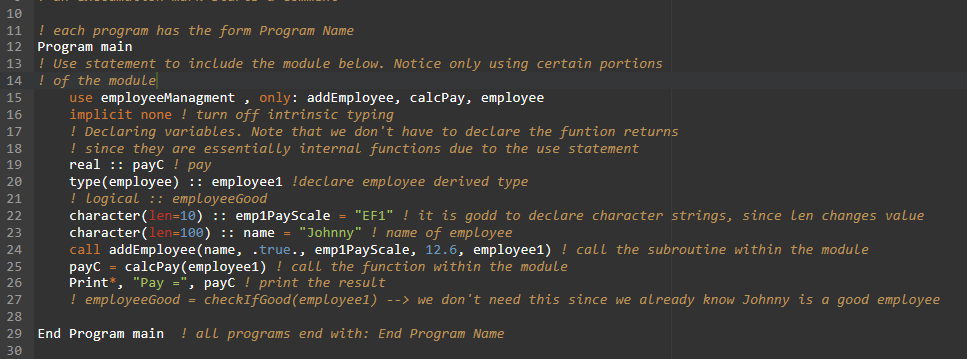 10
11 ! each program has the form Program Name
12 Program main
13 ! Use statement to include the module below. Notice only using certain portions
14 ! of the module
15 use employeeManagment , only: addEmployee, calcPay, employee
16 implicit none ! turn off intrinsic typing
17 ! Declaring variables. Note that we don't have to declare the funtion returns
18 ! since they are essentially internal functions due to the use statement
19 real :: payC ! pay
20 type(employee) :: employee1 !declare employee derived type
21 ! logical :: employeeGood
22 character(len=10) :: emp1PayScale = "EF1" ! it is godd to declare character strings, since len changes value
23 character(len=100) :: name = "Johnny" ! name of employee
24 call addEmployee(name, .true., emp1PayScale, 12.6, employee1) ! call the subroutine within the module
25 payC = calcPay(employee1) ! call the function within the module
26 Print*, "Pay =", payC ! print the result
27 ! employeeGood = checkIfGood(employee1) --> we don't need this since we already know Johnny is a good employee
28
29 End Program main ! all programs end with: End Program Name
30